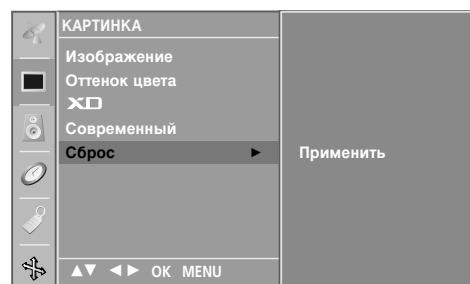 КАРТИНКА
Изображение
Оттенок цвета
XD
Современный
Сброс ► Применить
▲▼ ◄► OK MENU